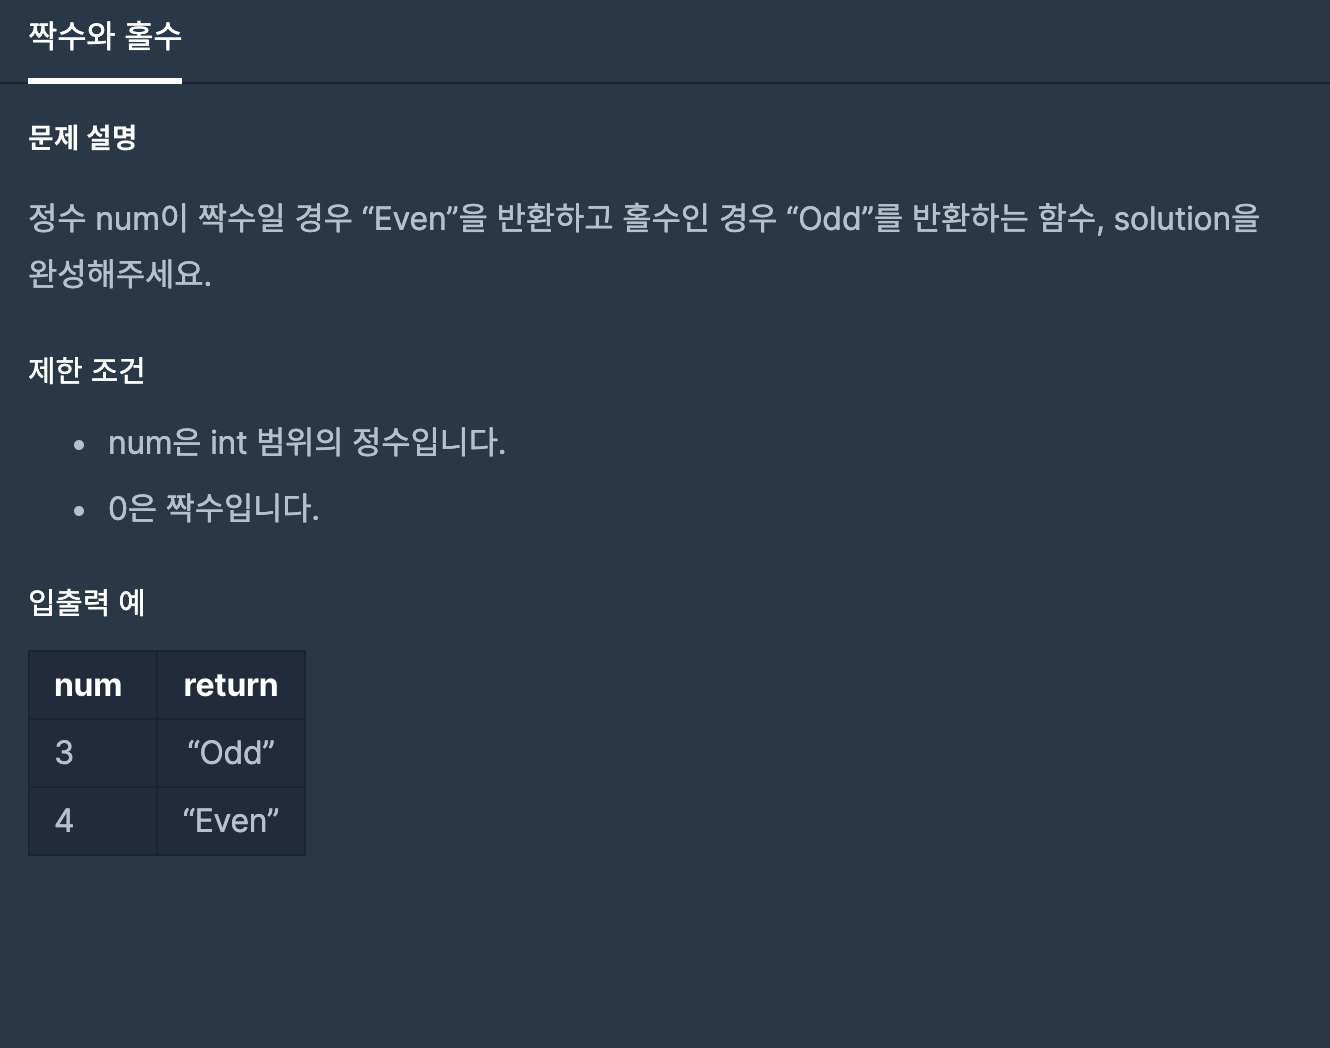 짝수와 홀수
문제 설명
정수 num이 짝수일 경우 “Even”을 반환하고 홀수인 경우 “Odd”를 반환하는 함수, solution을
완성해주세요.
제한 조건
• num은 int 범위의 정수입니다.
• 0은 짝수입니다.
입출력 예
num return
3 “Odd”
4 “Even”